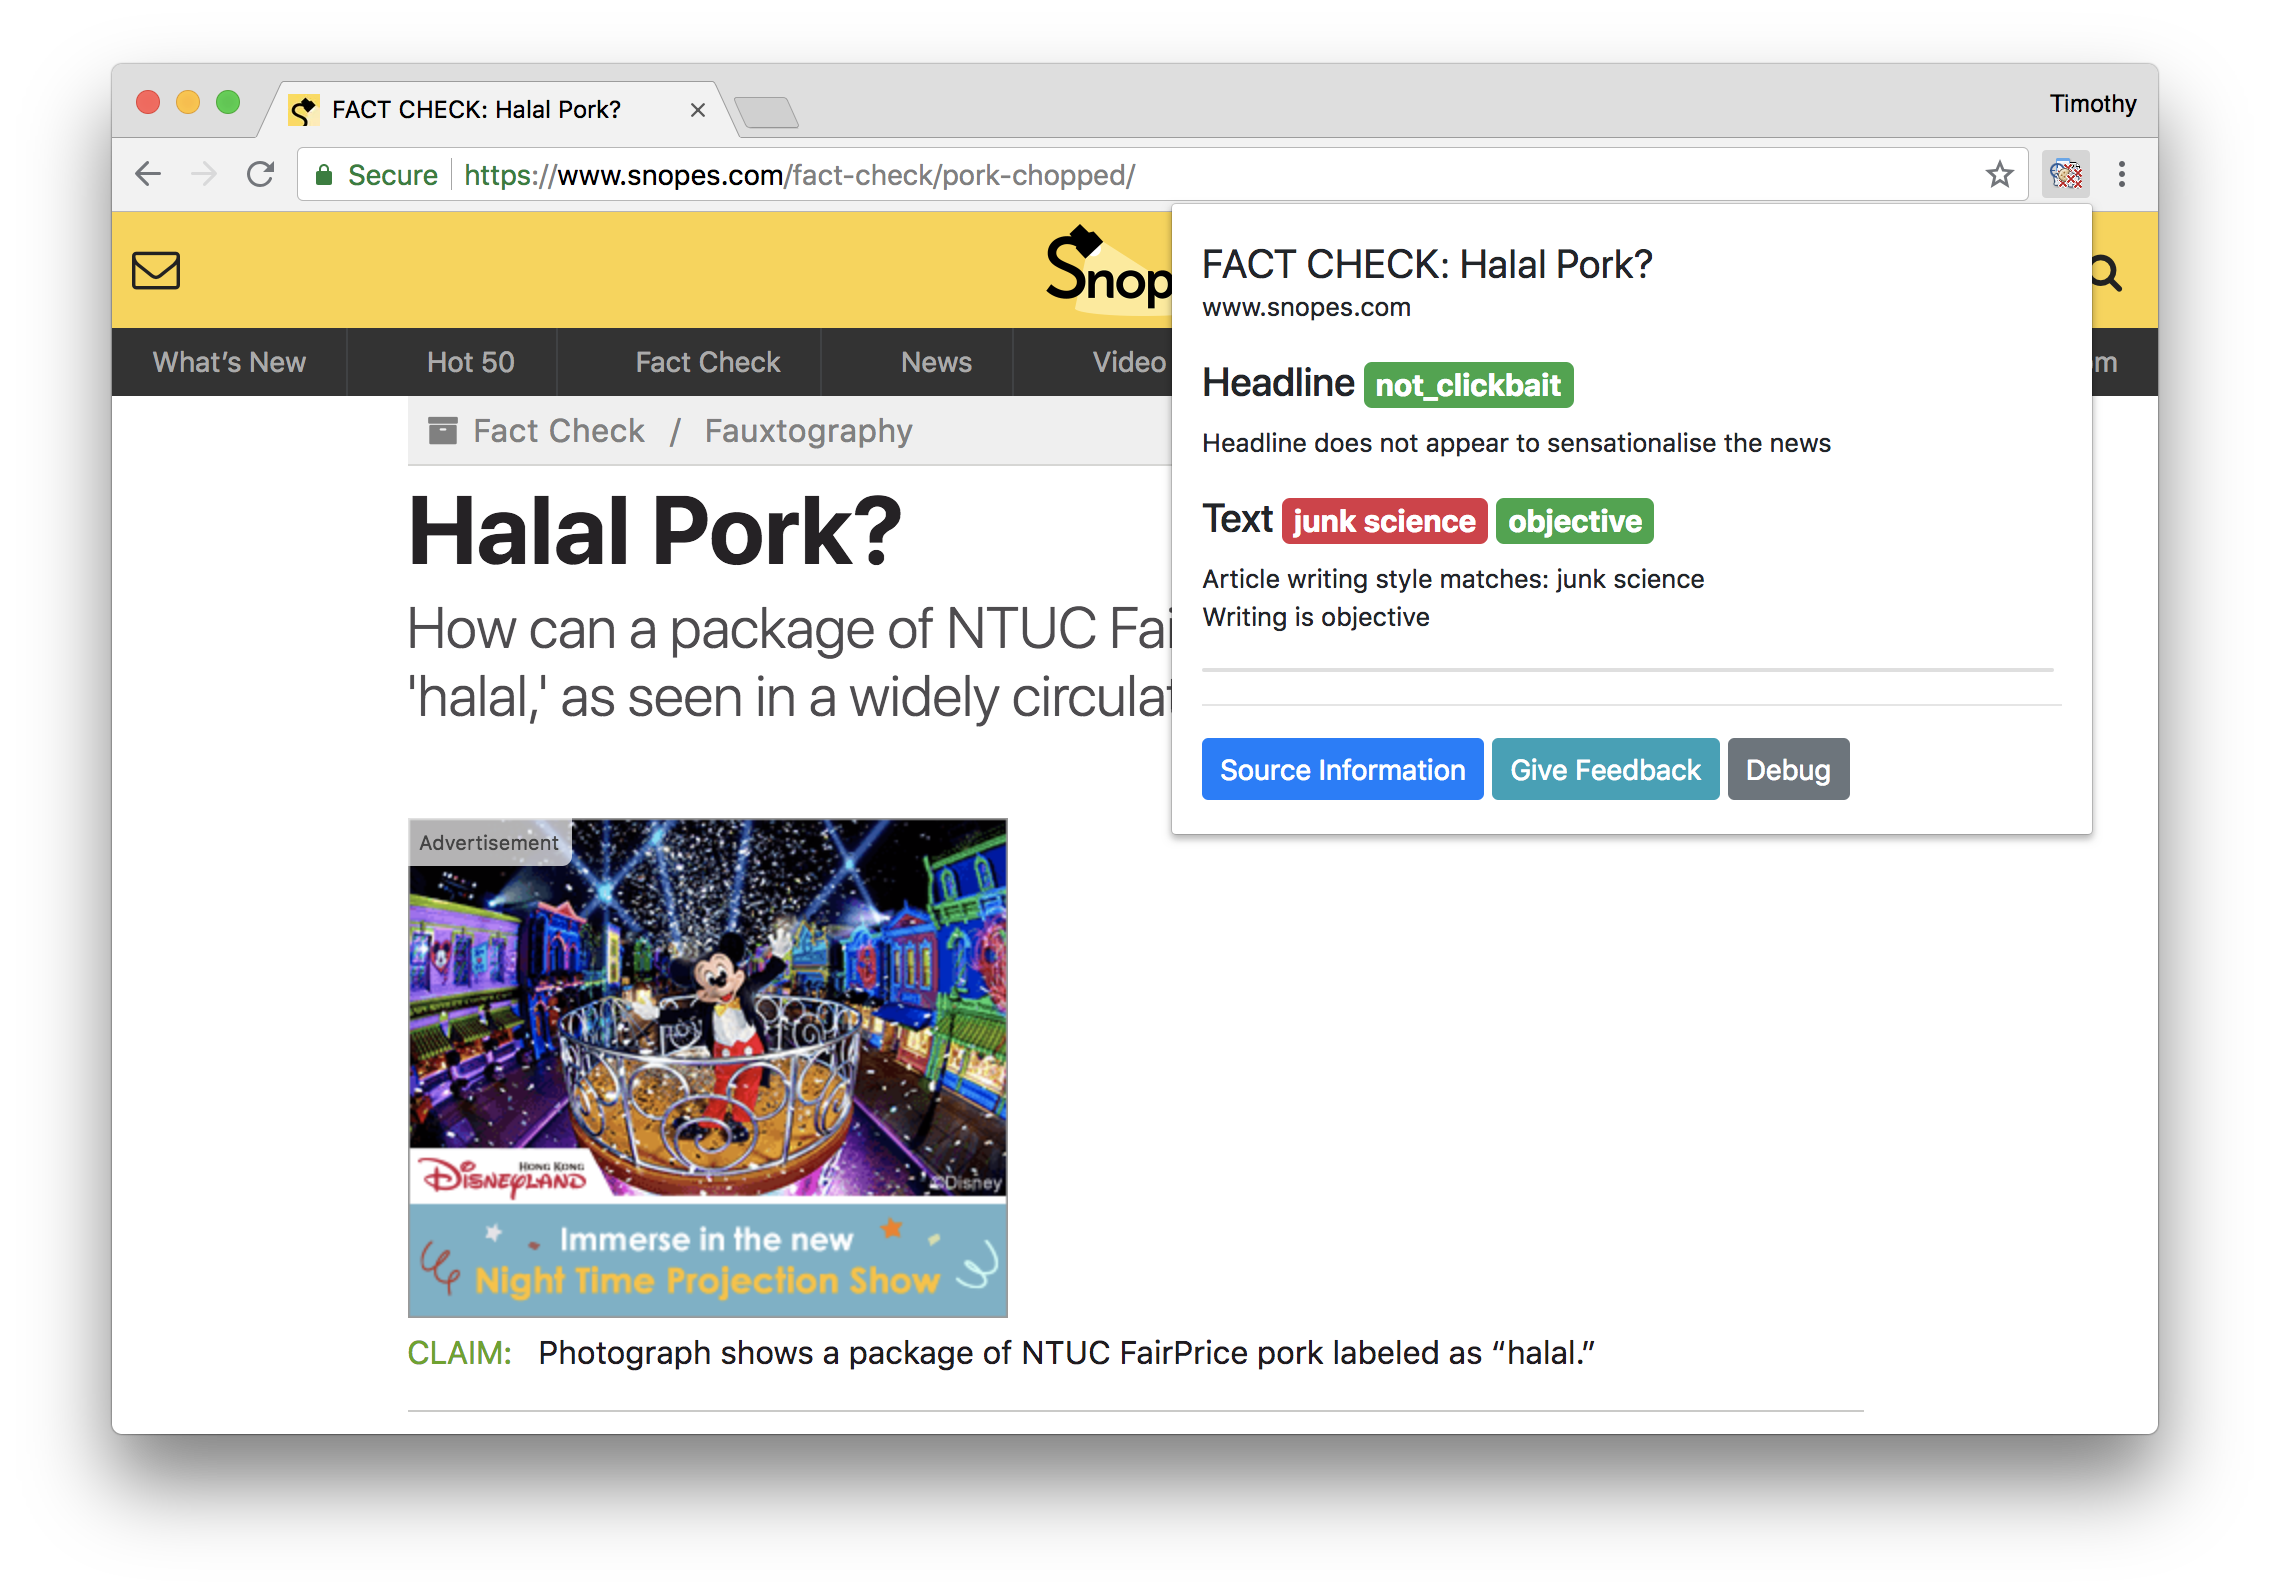 FACT CHECK: Halal Pork?
Timothy
Secure
https://www.snopes.com/fact-check/pork-chopped/
Snop
What's New
Hot 50
Fact Check
News
Video
m
Fact Check / Fauxtography
Halal Pork?
How can a package of NTUC Fai
'halal,' as seen in a widely circulat
FACT CHECK: Halal Pork?
www.snopes.com
Headline not_clickbait
Headline does not appear to sensationalise the news
Text junk science objective
Article writing style matches: junk science
Writing is objective
Source Information
Give Feedback
Debug
Advertisement
HONG KONG
DISNEYLAND
©Disney
Immerse in the new
Night Time Projection Show
CLAIM: Photograph shows a package of NTUC FairPrice pork labeled as “halal.”